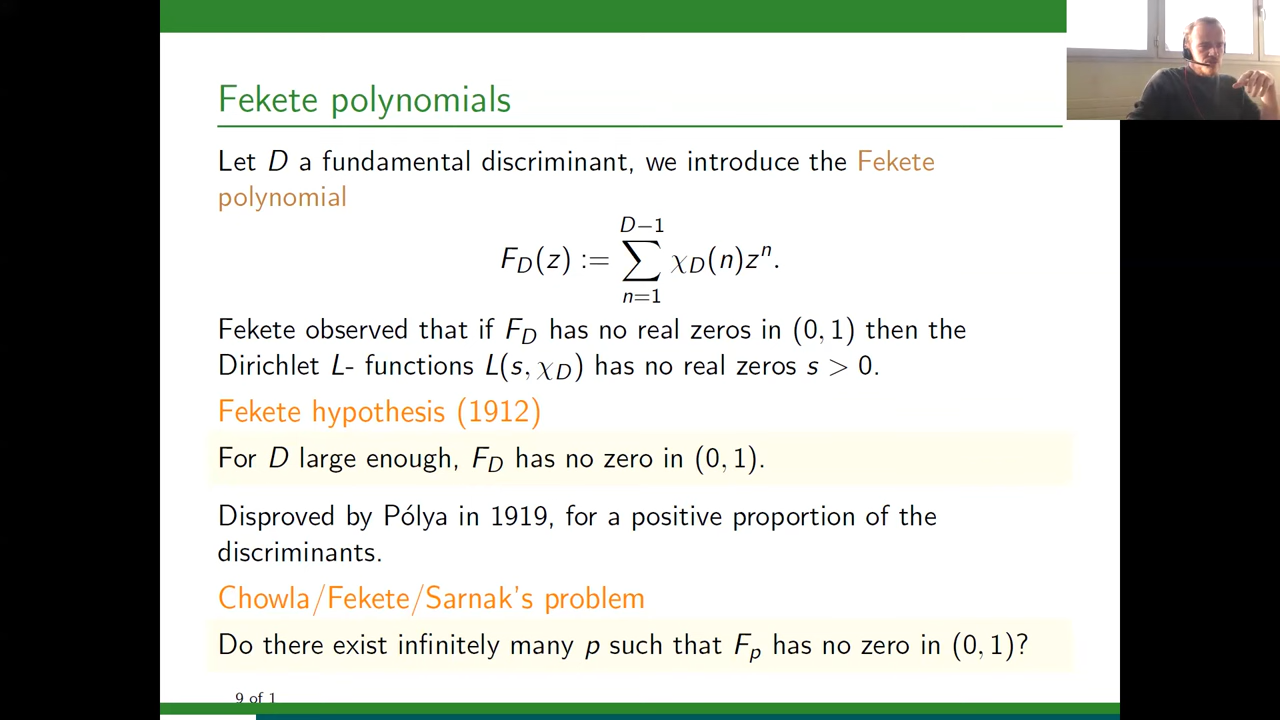 Fekete polynomials
Let D a fundamental discriminant, we introduce the Fekete
polynomial
D−1
F_D(z) := ∑ χ_D(n)z^n.
n=1
Fekete observed that if F_D has no real zeros in (0, 1) then the
Dirichlet L- functions L(s, χ_D) has no real zeros s > 0.
Fekete hypothesis (1912)
For D large enough, F_D has no zero in (0, 1).
Disproved by Pólya in 1919, for a positive proportion of the
discriminants.
Chowla/Fekete/Sarnak's problem
Do there exist infinitely many p such that F_p has no zero in (0, 1)?
9 of 1